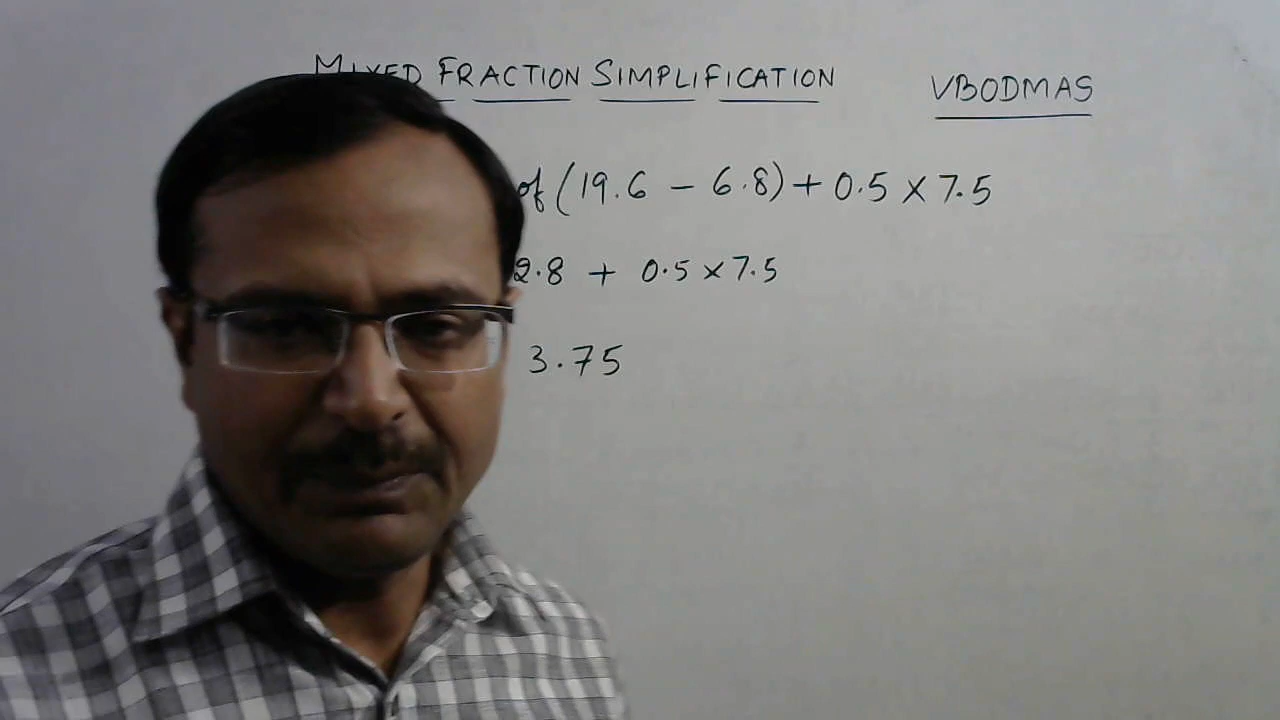 MIXED FRACTION SIMPLIFICATION VBODMAS
of (19.6 - 6.8) + 0.5 × 7.5
2.8 + 0.5 × 7.5
3.75